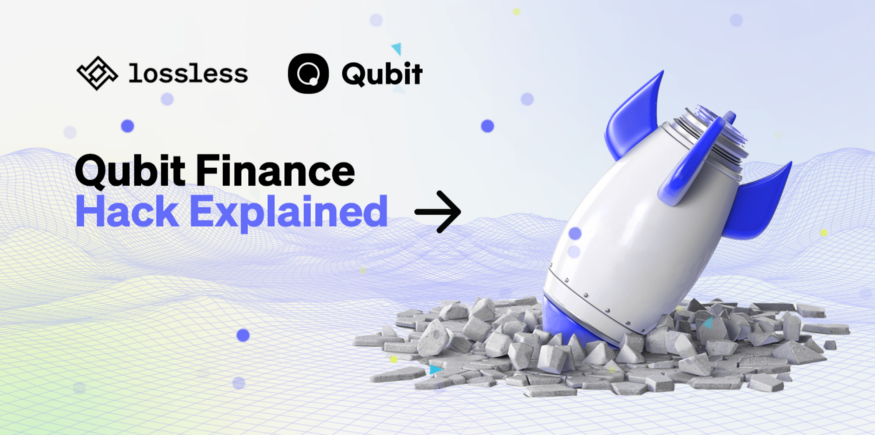 lossless
Qubit
Qubit Finance
Hack Explained